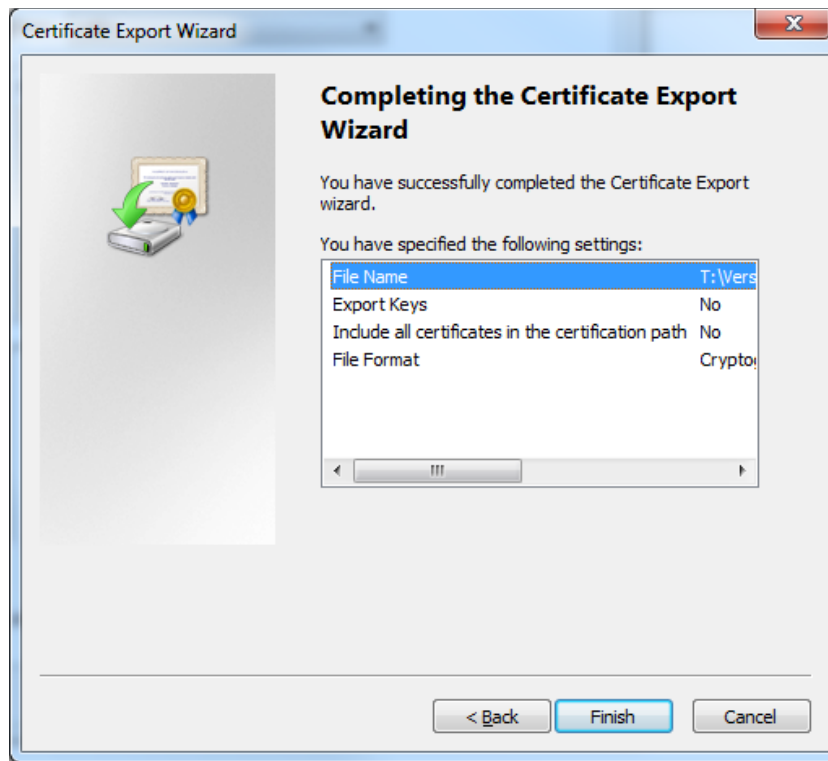 Certificate Export Wizard
Completing the Certificate Export
Wizard
You have successfully completed the Certificate Export
wizard.
You have specified the following settings:
File Name T:\Vers
Export Keys No
Include all certificates in the certification path No
File Format Crypto
< Back Finish Cancel